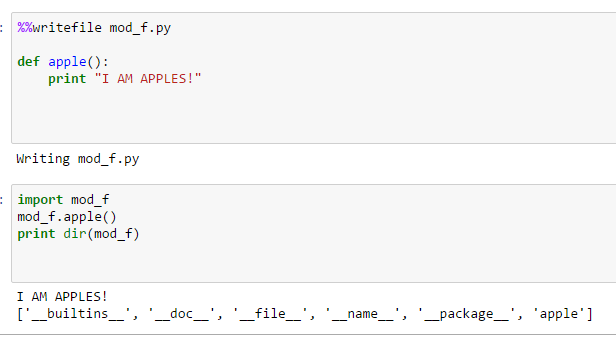 :
%%writefile mod_f.py
def apple():
    print "I AM APPLES!"
Writing mod_f.py
:
import mod_f
mod_f.apple()
print dir(mod_f)
I AM APPLES!
['__builtins__', '__doc__', '__file__', '__name__', '__package__', 'apple']